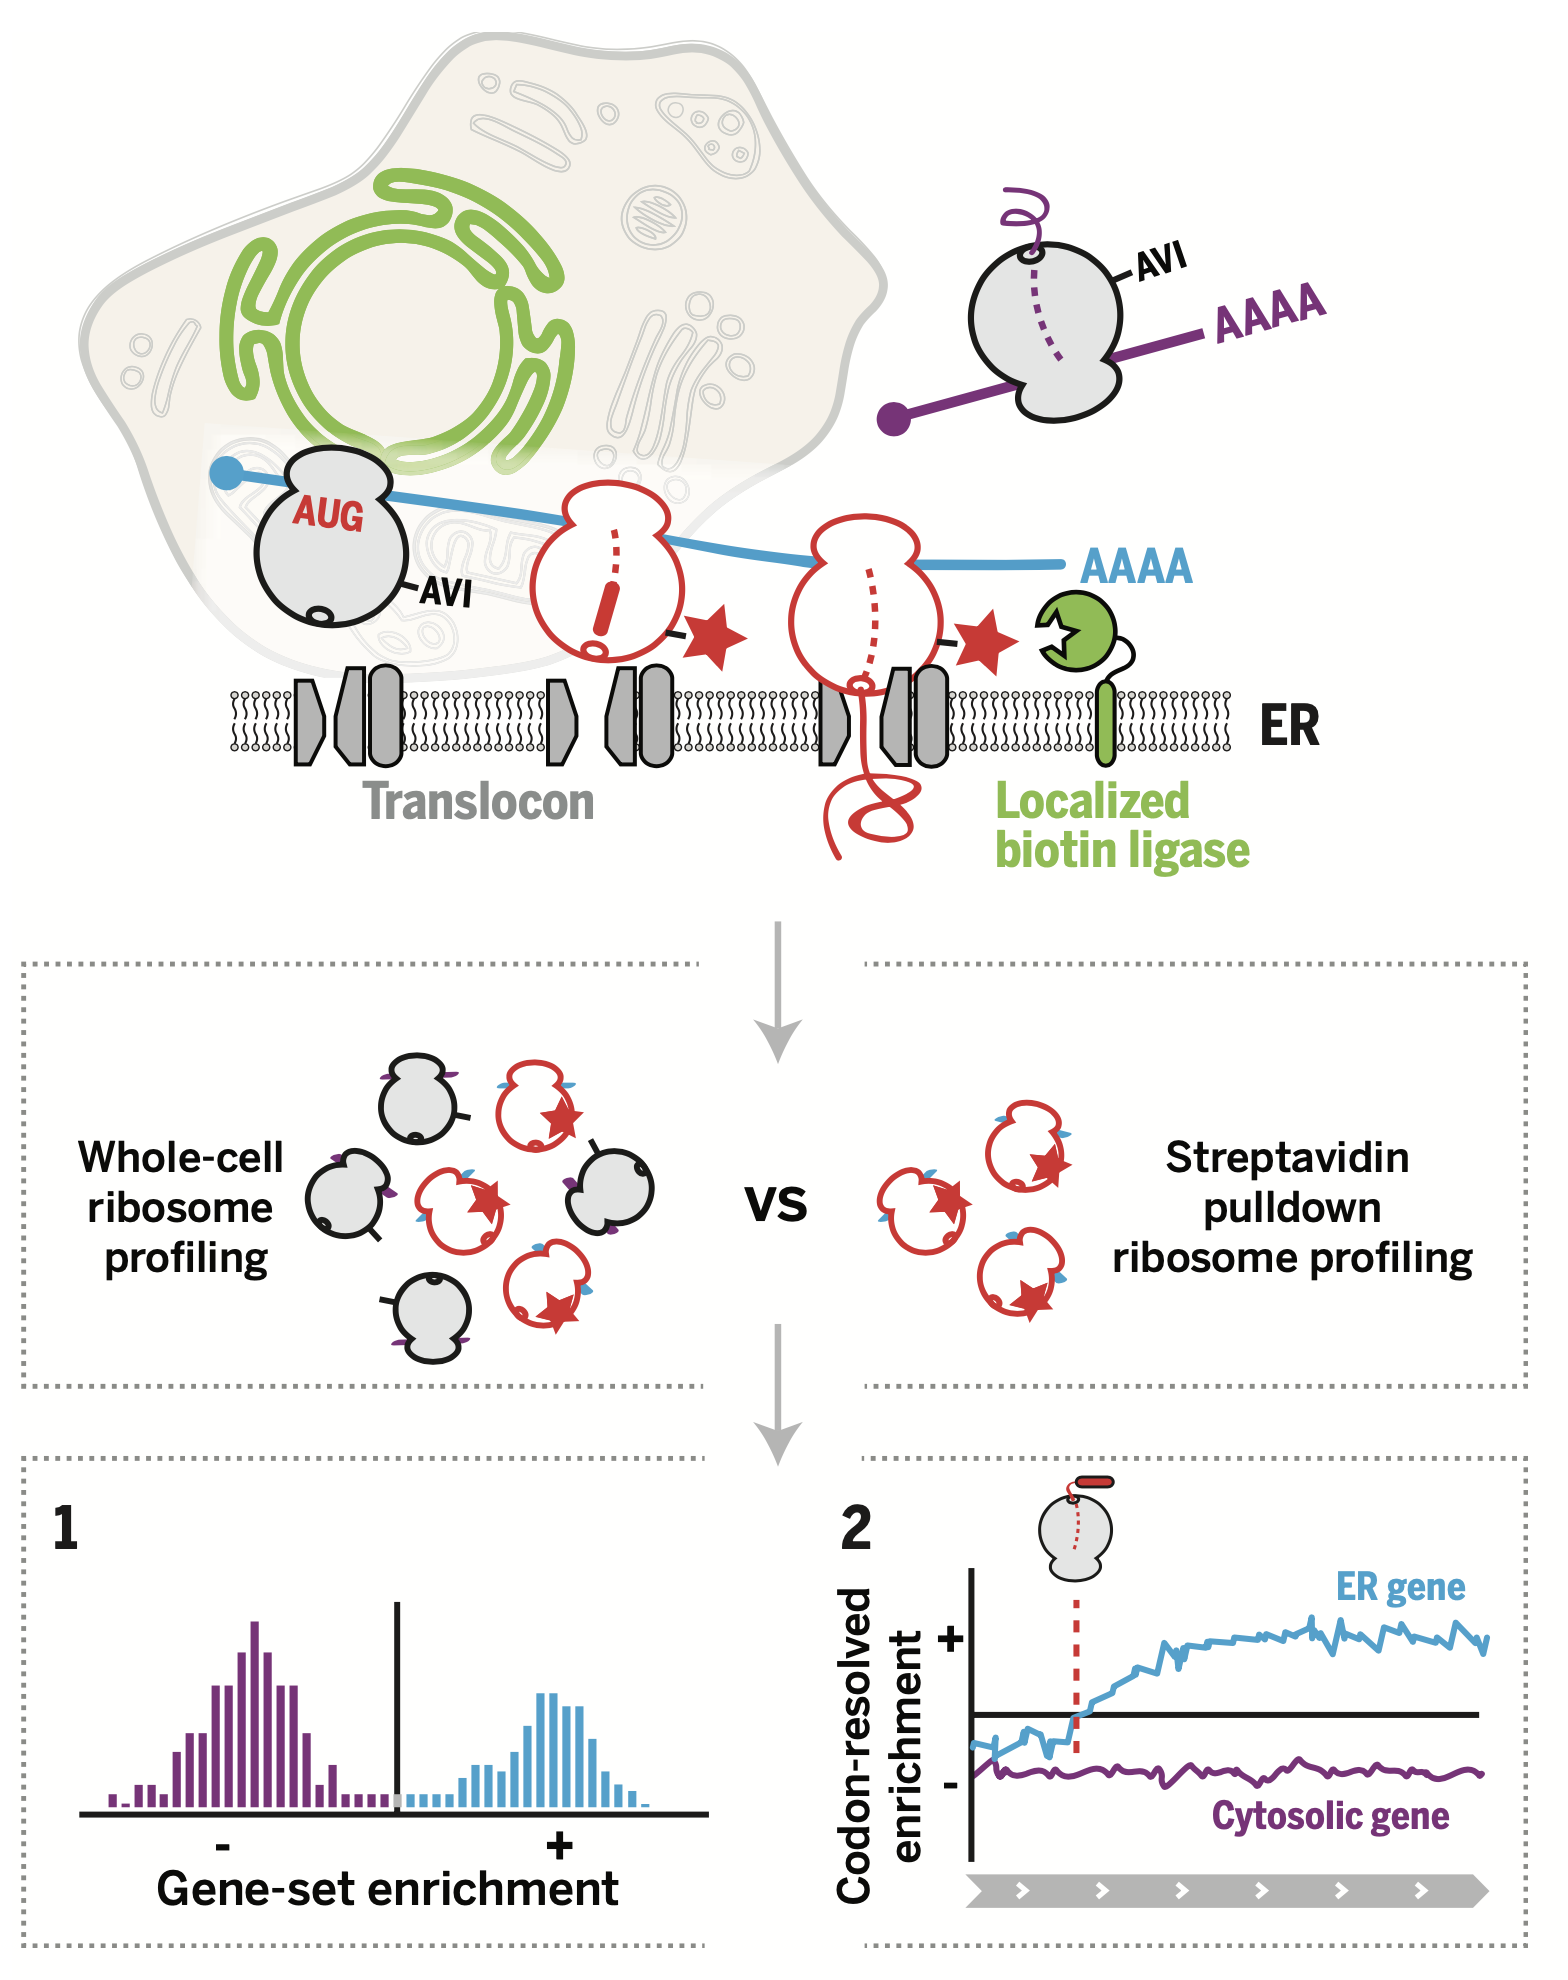 AVI
AAAA
AUG
AVI
AAAA
ER
Translocon
Localized
biotin ligase
Whole-cell
ribosome
profiling
vs
Streptavidin
pulldown
ribosome profiling
1
-
+
Gene-set enrichment
2
Codon-resolved
enrichment
+
-
ER gene
Cytosolic gene